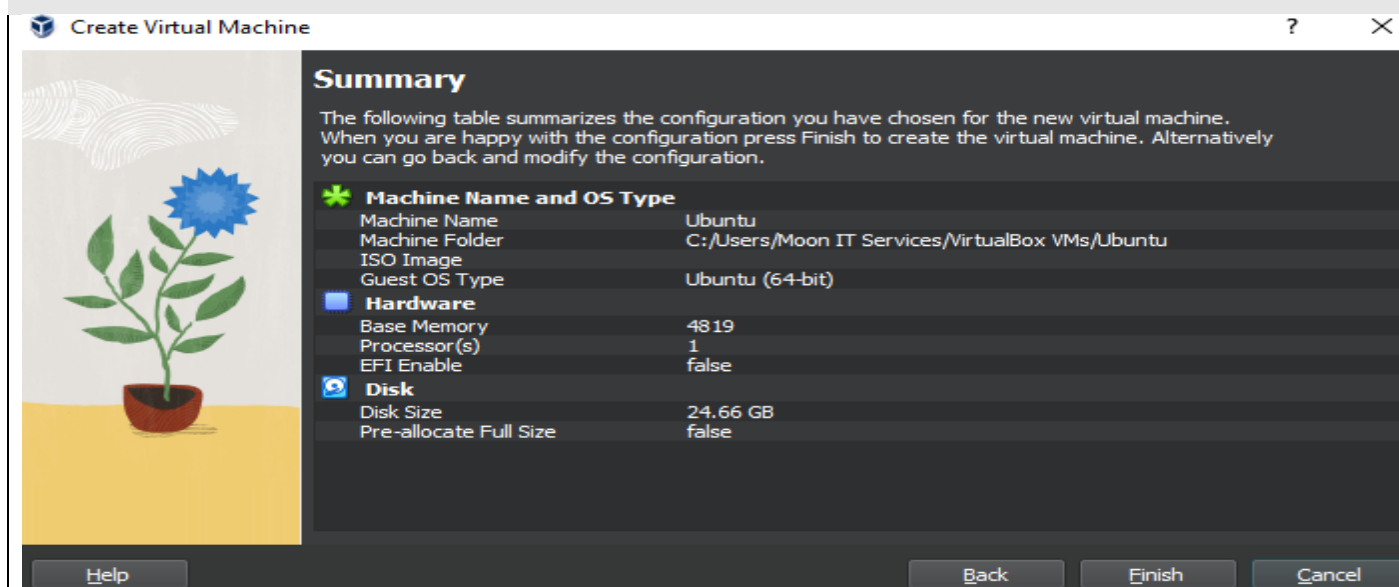 Create Virtual Machine
?
Summary
The following table summarizes the configuration you have chosen for the new virtual machine.
When you are happy with the configuration press Finish to create the virtual machine. Alternatively
you can go back and modify the configuration.
Machine Name and OS Type
Machine Name Ubuntu
Machine Folder C:/Users/Moon IT Services/VirtualBox VMs/Ubuntu
ISO Image
Guest OS Type Ubuntu (64-bit)
Hardware
Base Memory 4819
Processor(s) 1
EFI Enable false
Disk
Disk Size 24.66 GB
Pre-allocate Full Size false
Help Back Finish Cancel